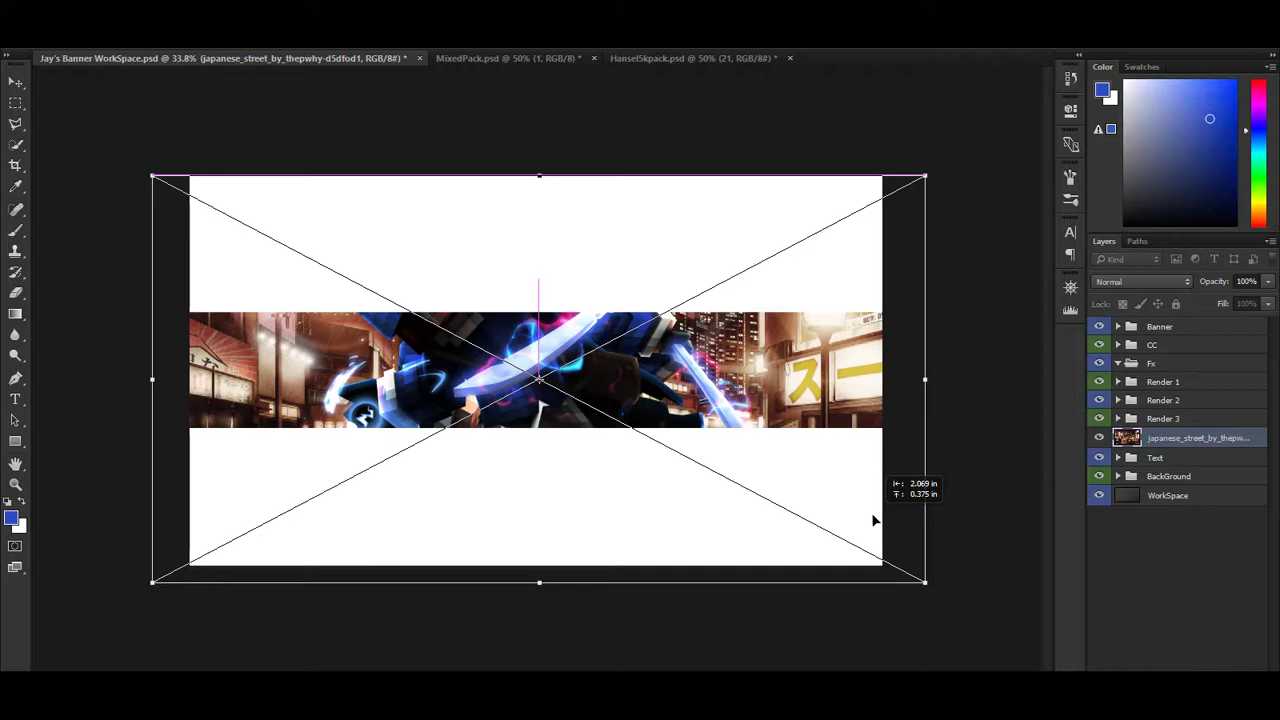 Jay's Banner WorkSpace.psd @ 33.8% (japanese_street_by_thepwhy-d5dfod1, RGB/8#) * ×
MixedPack.psd @ 50% (1, RGB/8) * ×
Hansel5kpack.psd @ 50% (21, RGB/8#) * ×
Color Swatches
Layers Paths
Kind
Normal Opacity: 100%
Lock: Fill: 100%
Banner
CC
Fx
Render 1
Render 2
Render 3
japanese_street_by_thepw...
Text
BackGround
WorkSpace
2.069 in
0.375 in
スー